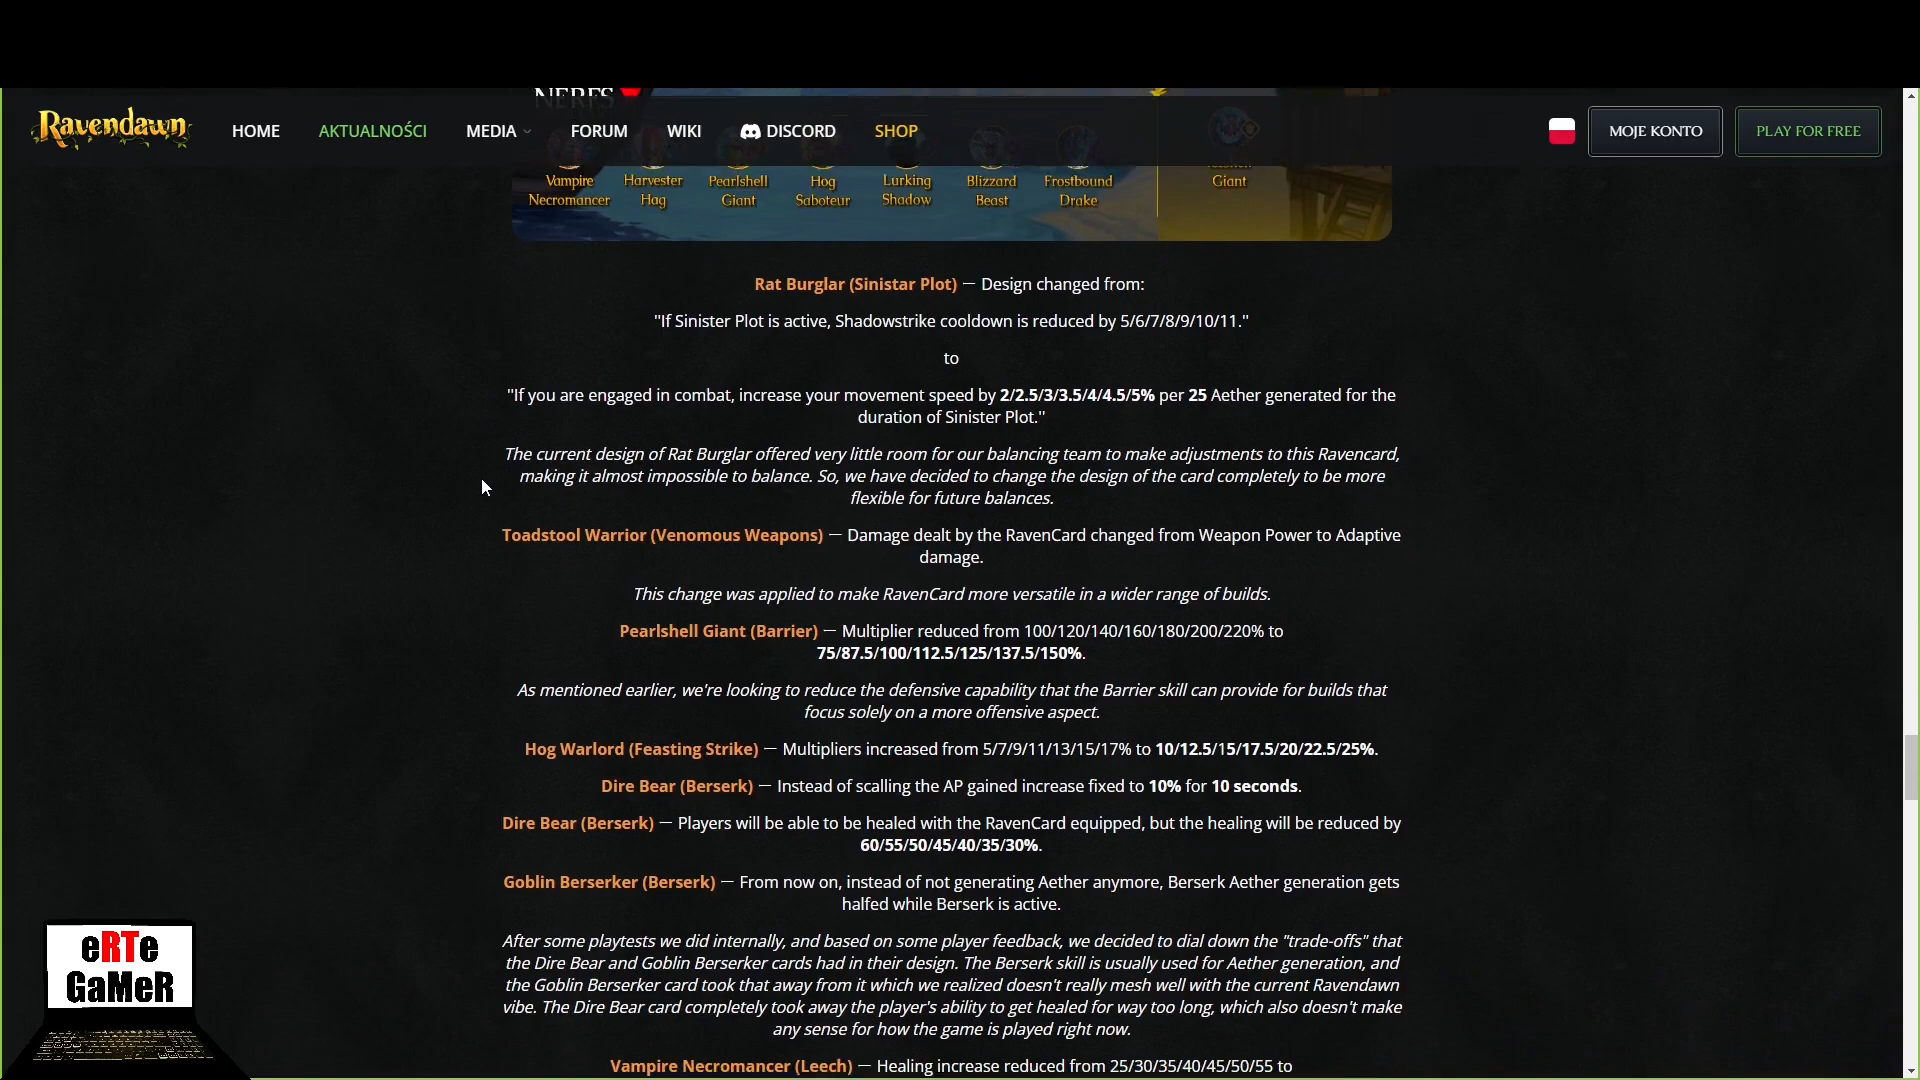 NERFS
Ravendawn
HOME
AKTUALNOŚCI
MEDIA
FORUM
WIKI
DISCORD
SHOP
MOJE KONTO
PLAY FOR FREE
Vampire Necromancer
Harvester Hag
Pearlshell Giant
Hog Saboteur
Lurking Shadow
Blizzard Beast
Frostbound Drake
Giant
Rat Burglar (Sinistar Plot) — Design changed from:
"If Sinister Plot is active, Shadowstrike cooldown is reduced by 5/6/7/8/9/10/11."
to
"If you are engaged in combat, increase your movement speed by 2/2.5/3/3.5/4/4.5/5% per 25 Aether generated for the
duration of Sinister Plot."
The current design of Rat Burglar offered very little room for our balancing team to make adjustments to this Ravencard,
making it almost impossible to balance. So, we have decided to change the design of the card completely to be more
flexible for future balances.
Toadstool Warrior (Venomous Weapons) — Damage dealt by the RavenCard changed from Weapon Power to Adaptive
damage.
This change was applied to make RavenCard more versatile in a wider range of builds.
Pearlshell Giant (Barrier) — Multiplier reduced from 100/120/140/160/180/200/220% to
75/87.5/100/112.5/125/137.5/150%.
As mentioned earlier, we're looking to reduce the defensive capability that the Barrier skill can provide for builds that
focus solely on a more offensive aspect.
Hog Warlord (Feasting Strike) — Multipliers increased from 5/7/9/11/13/15/17% to 10/12.5/15/17.5/20/22.5/25%.
Dire Bear (Berserk) — Instead of scalling the AP gained increase fixed to 10% for 10 seconds.
Dire Bear (Berserk) — Players will be able to be healed with the RavenCard equipped, but the healing will be reduced by
60/55/50/45/40/35/30%.
Goblin Berserker (Berserk) — From now on, instead of not generating Aether anymore, Berserk Aether generation gets
halfed while Berserk is active.
After some playtests we did internally, and based on some player feedback, we decided to dial down the "trade-offs" that
the Dire Bear and Goblin Berserker cards had in their design. The Berserk skill is usually used for Aether generation, and
the Goblin Berserker card took that away from it which we realized doesn't really mesh well with the current Ravendawn
vibe. The Dire Bear card completely took away the player's ability to get healed for way too long, which also doesn't make
any sense for how the game is played right now.
Vampire Necromancer (Leech) — Healing increase reduced from 25/30/35/40/45/50/55 to
eRTe
GaMeR